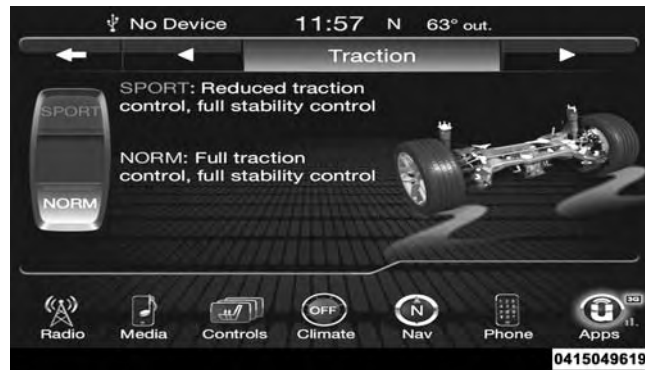 No Device 11:57 N 63° out.
Traction
SPORT: Reduced traction
control, full stability control
SPORT
NORM: Full traction
control, full stability control
NORM
OFF
N
3G
Radio Media Controls Climate Nav Phone Apps
0415049619